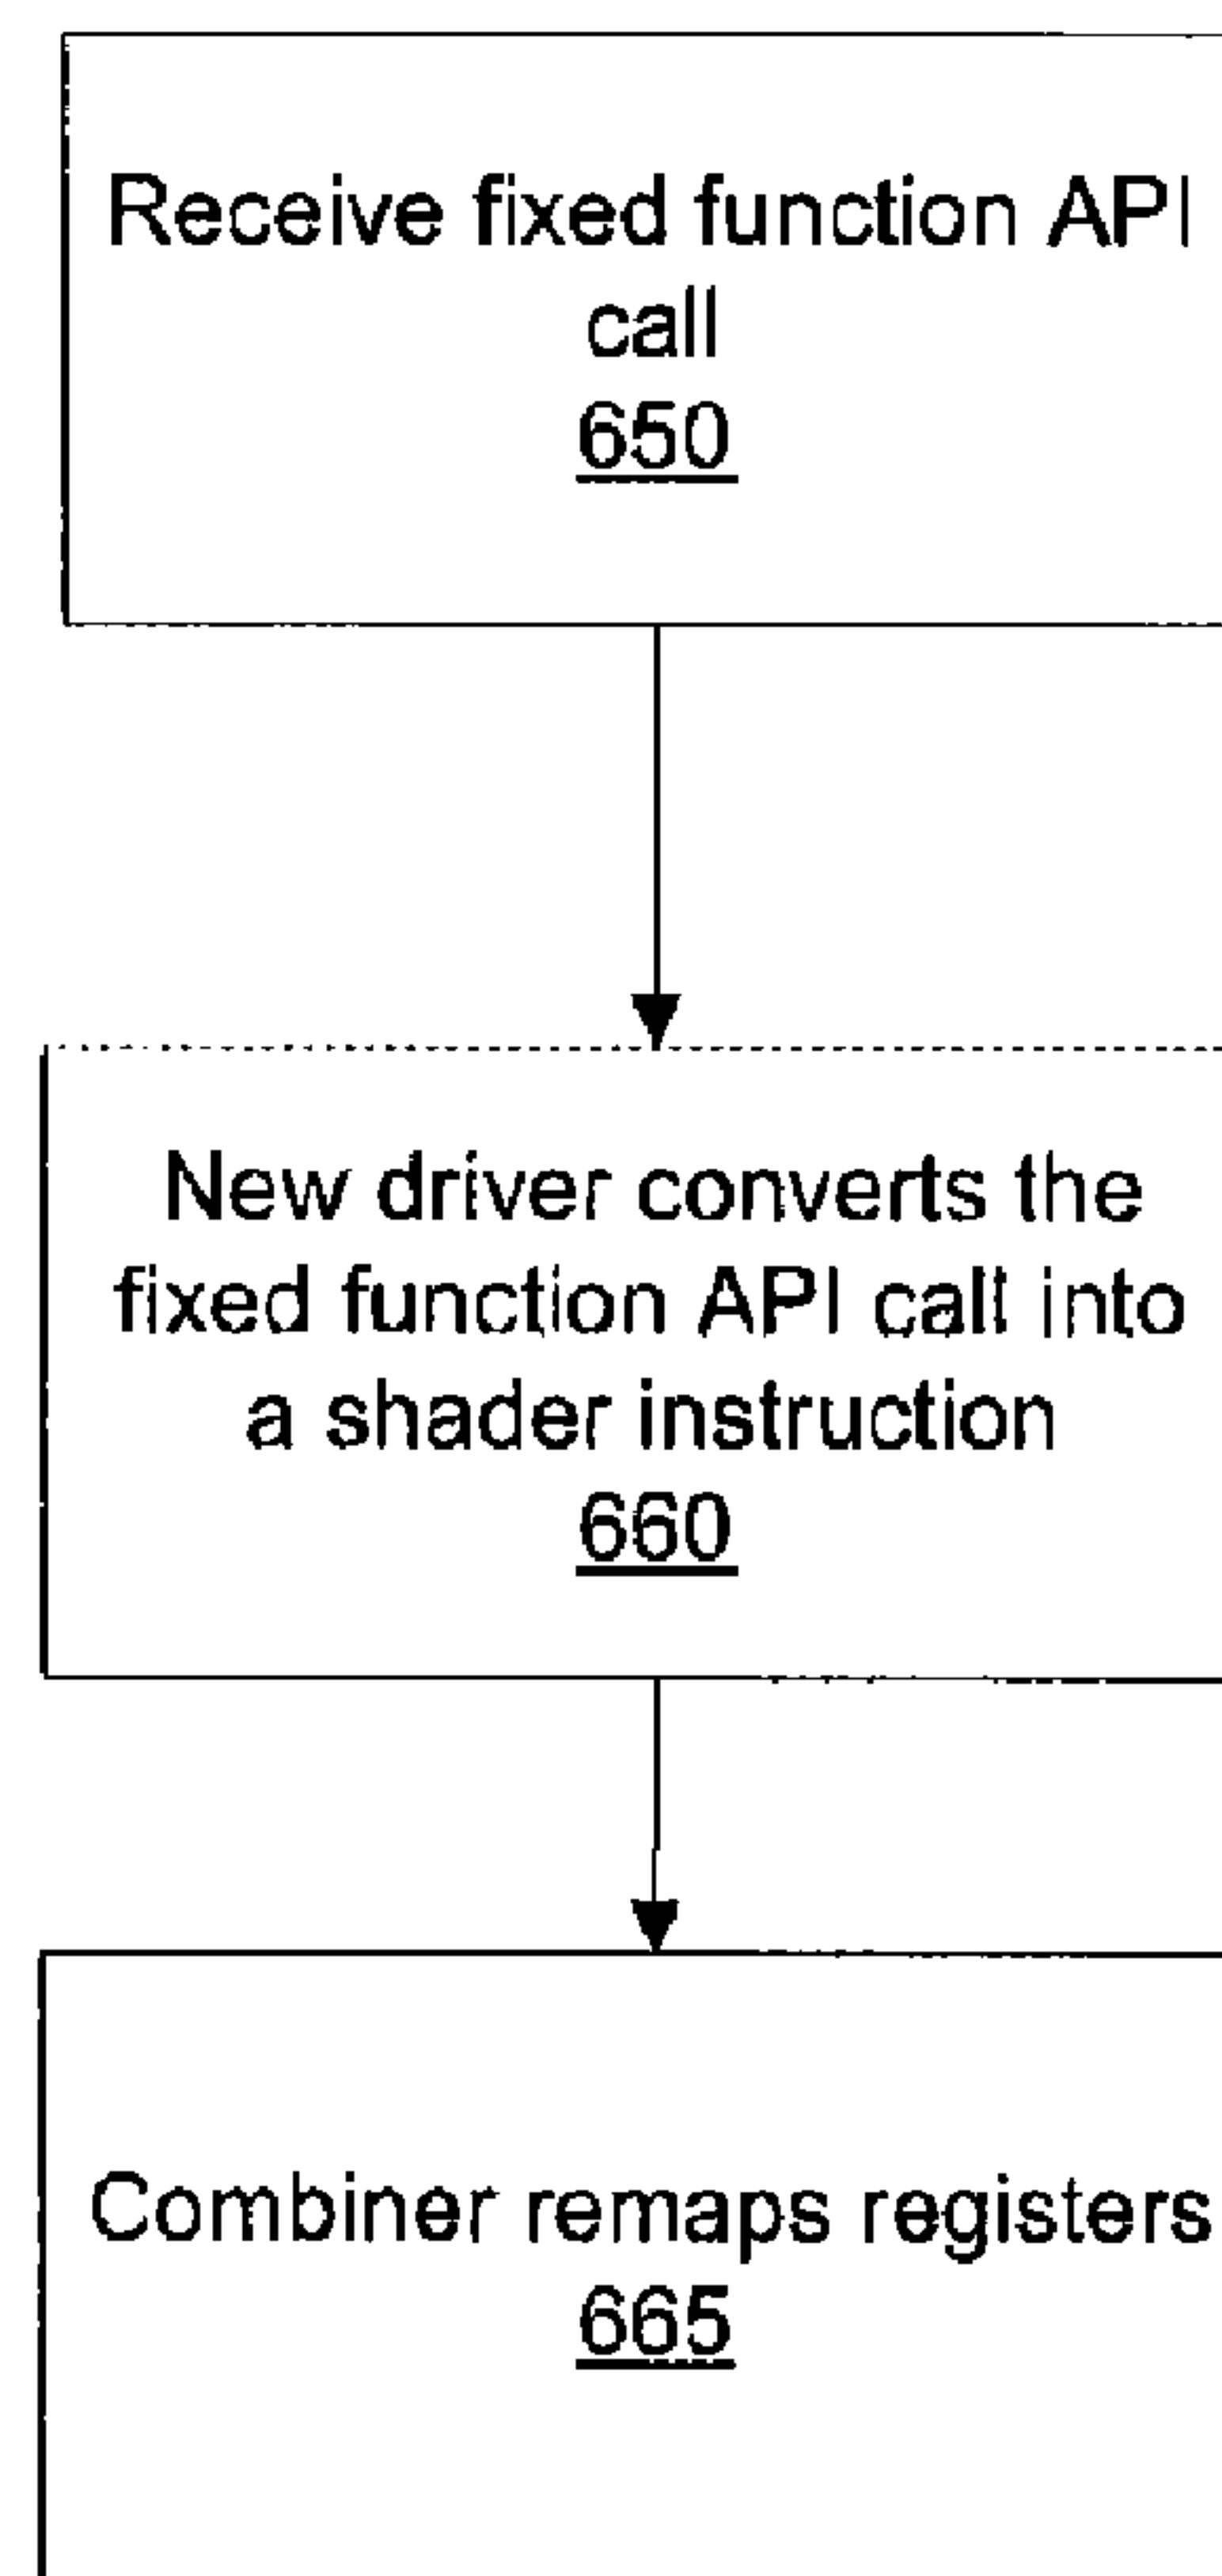 Receive fixed function API
call
650
New driver converts the
fixed function API call into
a shader instruction
660
Combiner remaps registers
665